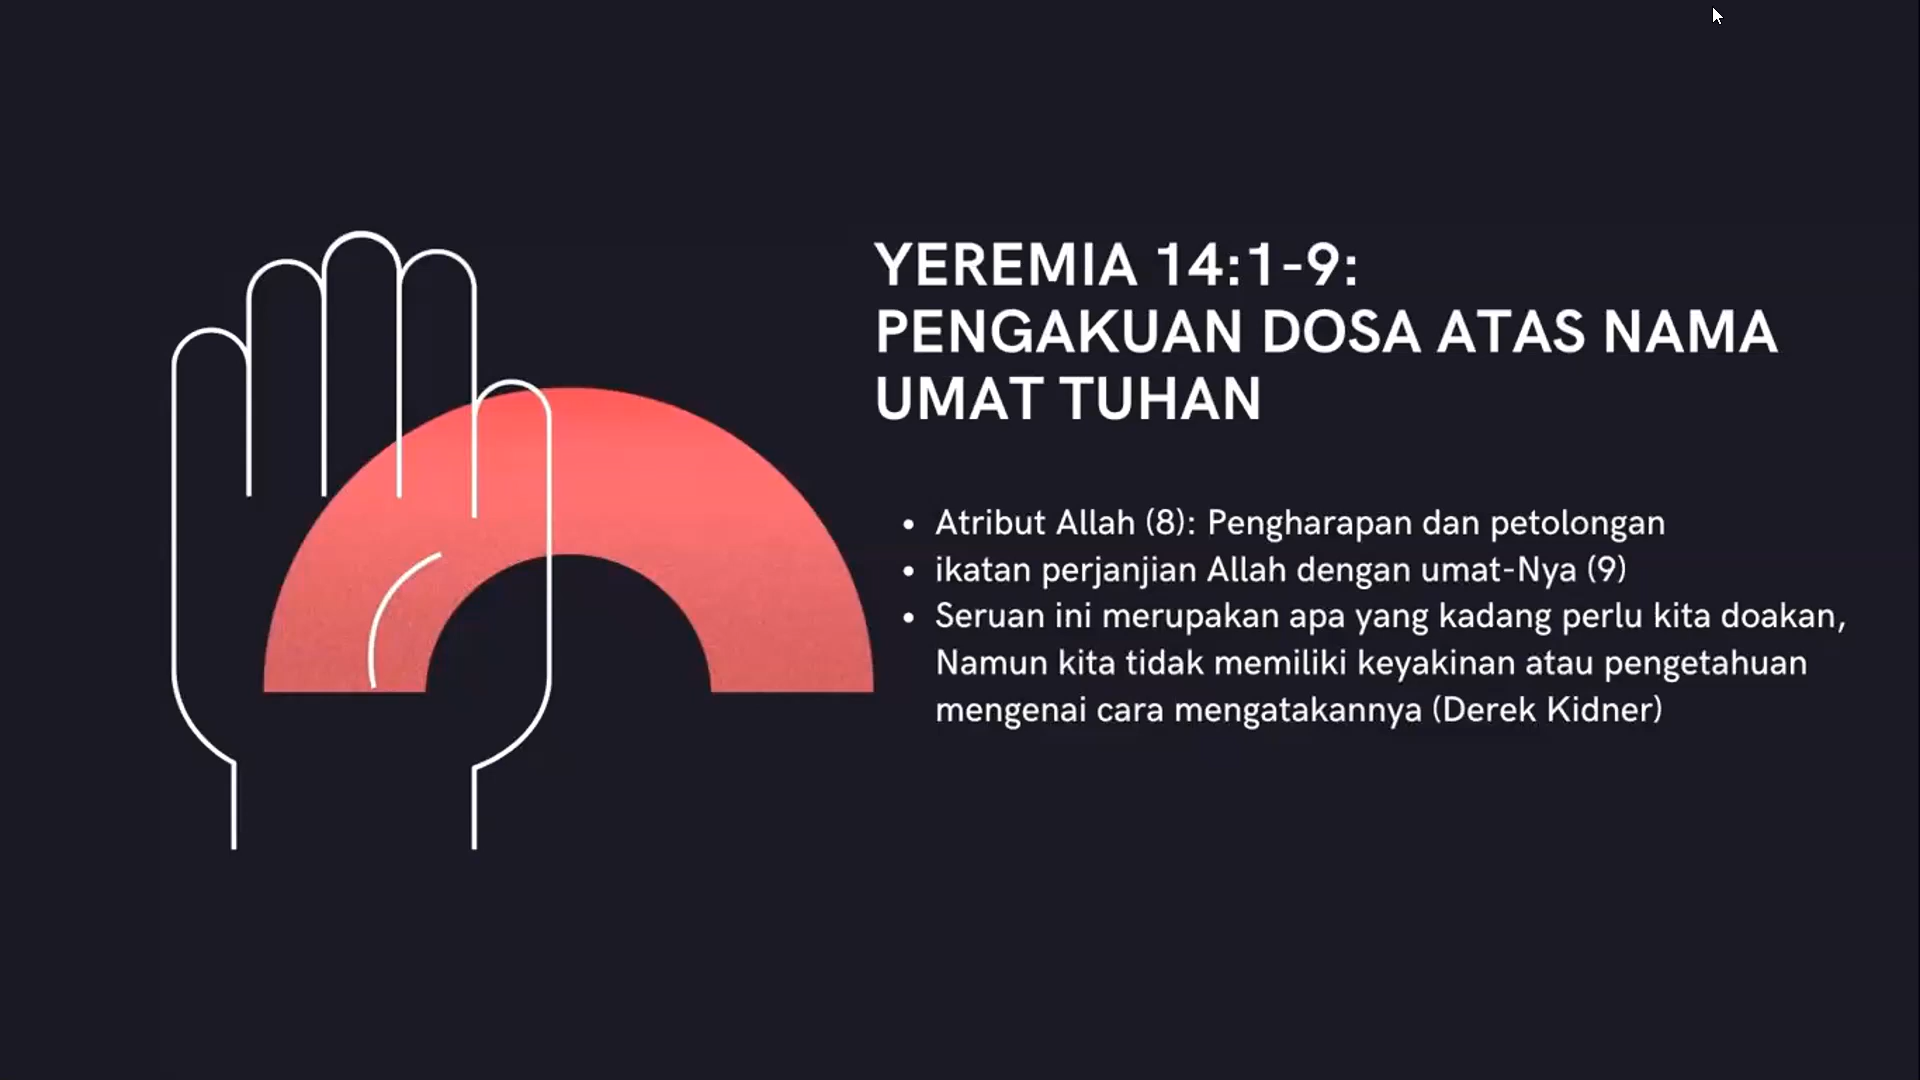 YEREMIA 14:1-9:
PENGAKUAN DOSA ATAS NAMA
UMAT TUHAN
• Atribut Allah (8): Pengharapan dan petolongan
• ikatan perjanjian Allah dengan umat-Nya (9)
• Seruan ini merupakan apa yang kadang perlu kita doakan,
Namun kita tidak memiliki keyakinan atau pengetahuan
mengenai cara mengatakannya (Derek Kidner)